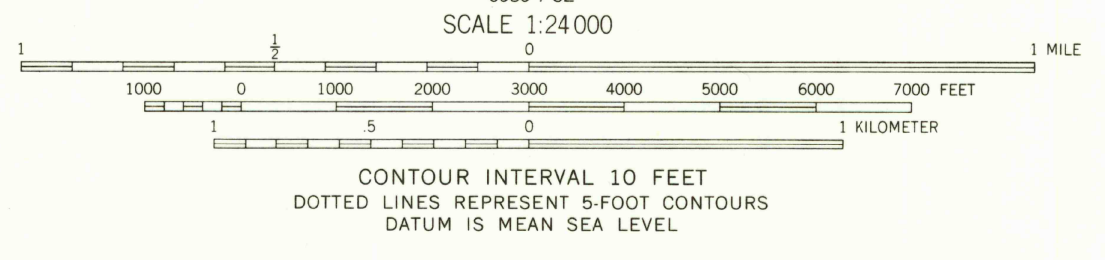 SCALE 1:24 000
1 1/2 0 1 MILE
1000 0 1000 2000 3000 4000 5000 6000 7000 FEET
1 .5 0 1 KILOMETER
CONTOUR INTERVAL 10 FEET
DOTTED LINES REPRESENT 5-FOOT CONTOURS
DATUM IS MEAN SEA LEVEL